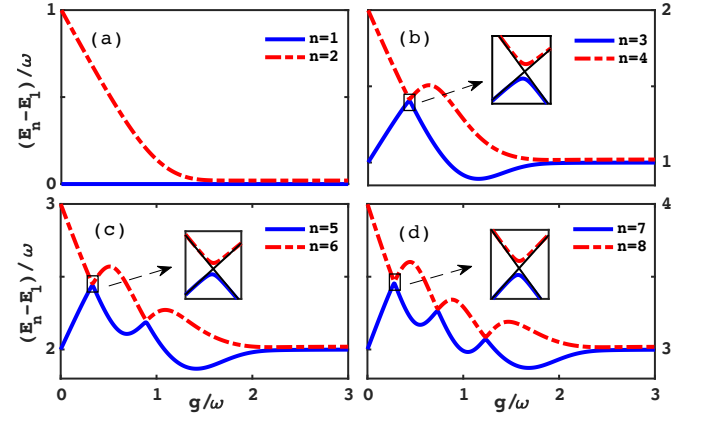 1
(a)
n=1
n=2
0
(E_n-E_1)/ω
2
(b)
n=3
n=4
1
3
(c)
n=5
n=6
2
(E_n-E_1)/ω
0
1
2
3
g/ω
4
(d)
n=7
n=8
3
0
1
2
3
g/ω